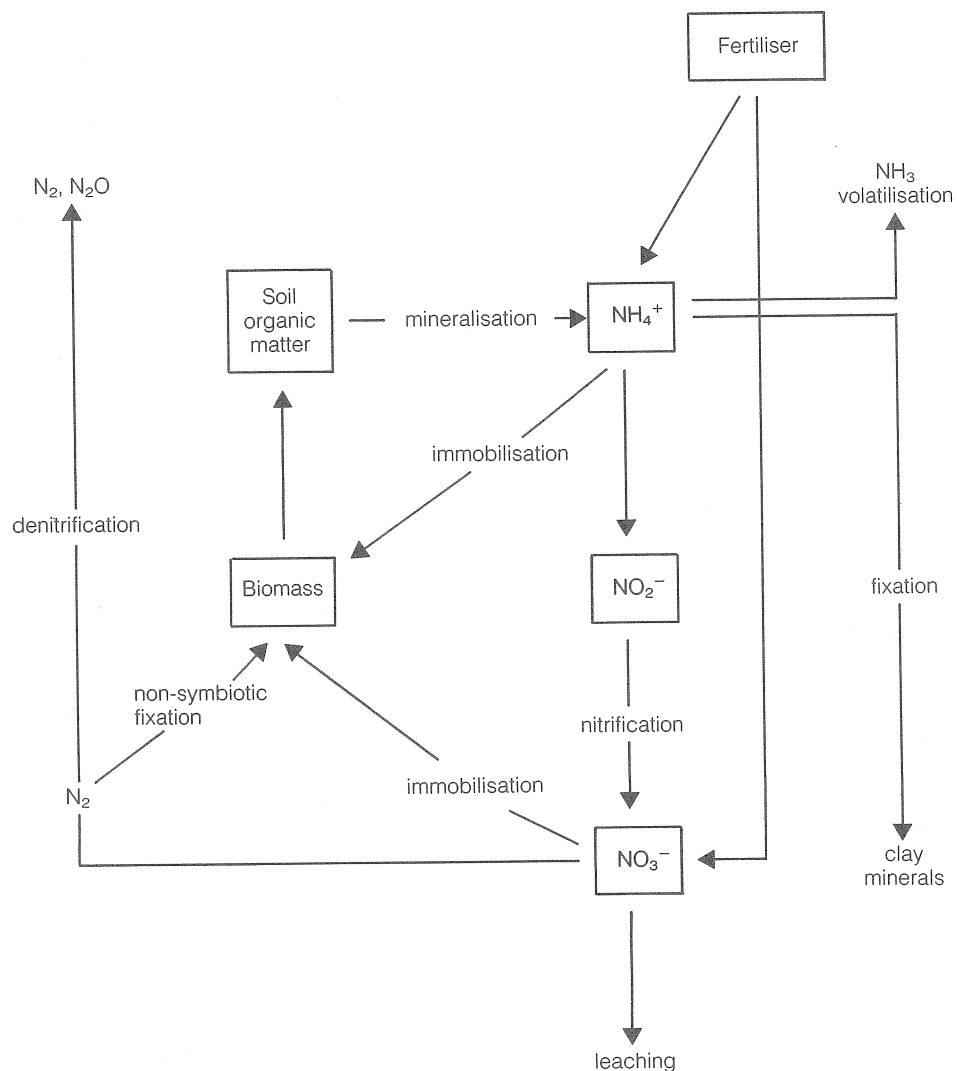 Fertiliser
NH₃
volatilisation
N₂, N₂O
Soil
organic
matter
mineralisation
NH₄⁺
immobilisation
denitrification
Biomass
NO₂⁻
fixation
non-symbiotic
fixation
nitrification
N₂
immobilisation
NO₃⁻
clay
minerals
leaching